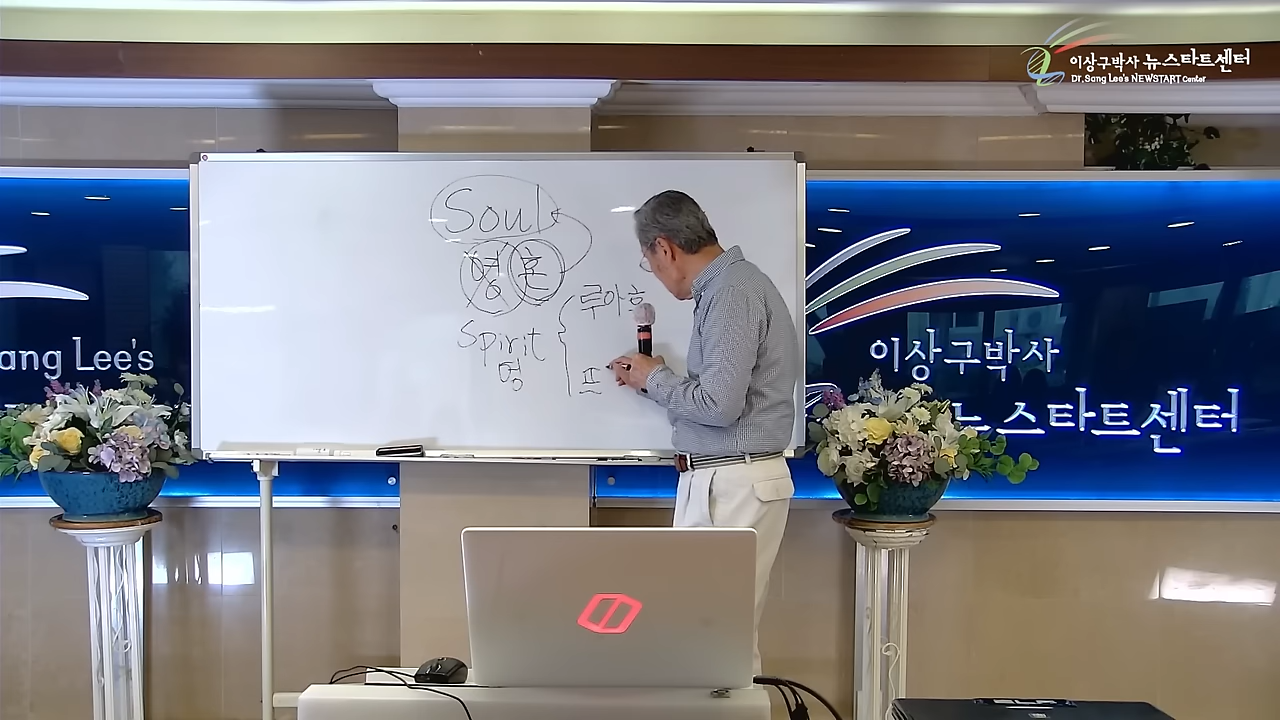 이상구박사 뉴스타트센터
Dr. Sang Lee's NEWSTART Center
Soul
영혼
Spirit
영
루아흐
프
ang Lee's
이상구박사
뉴스타트센터